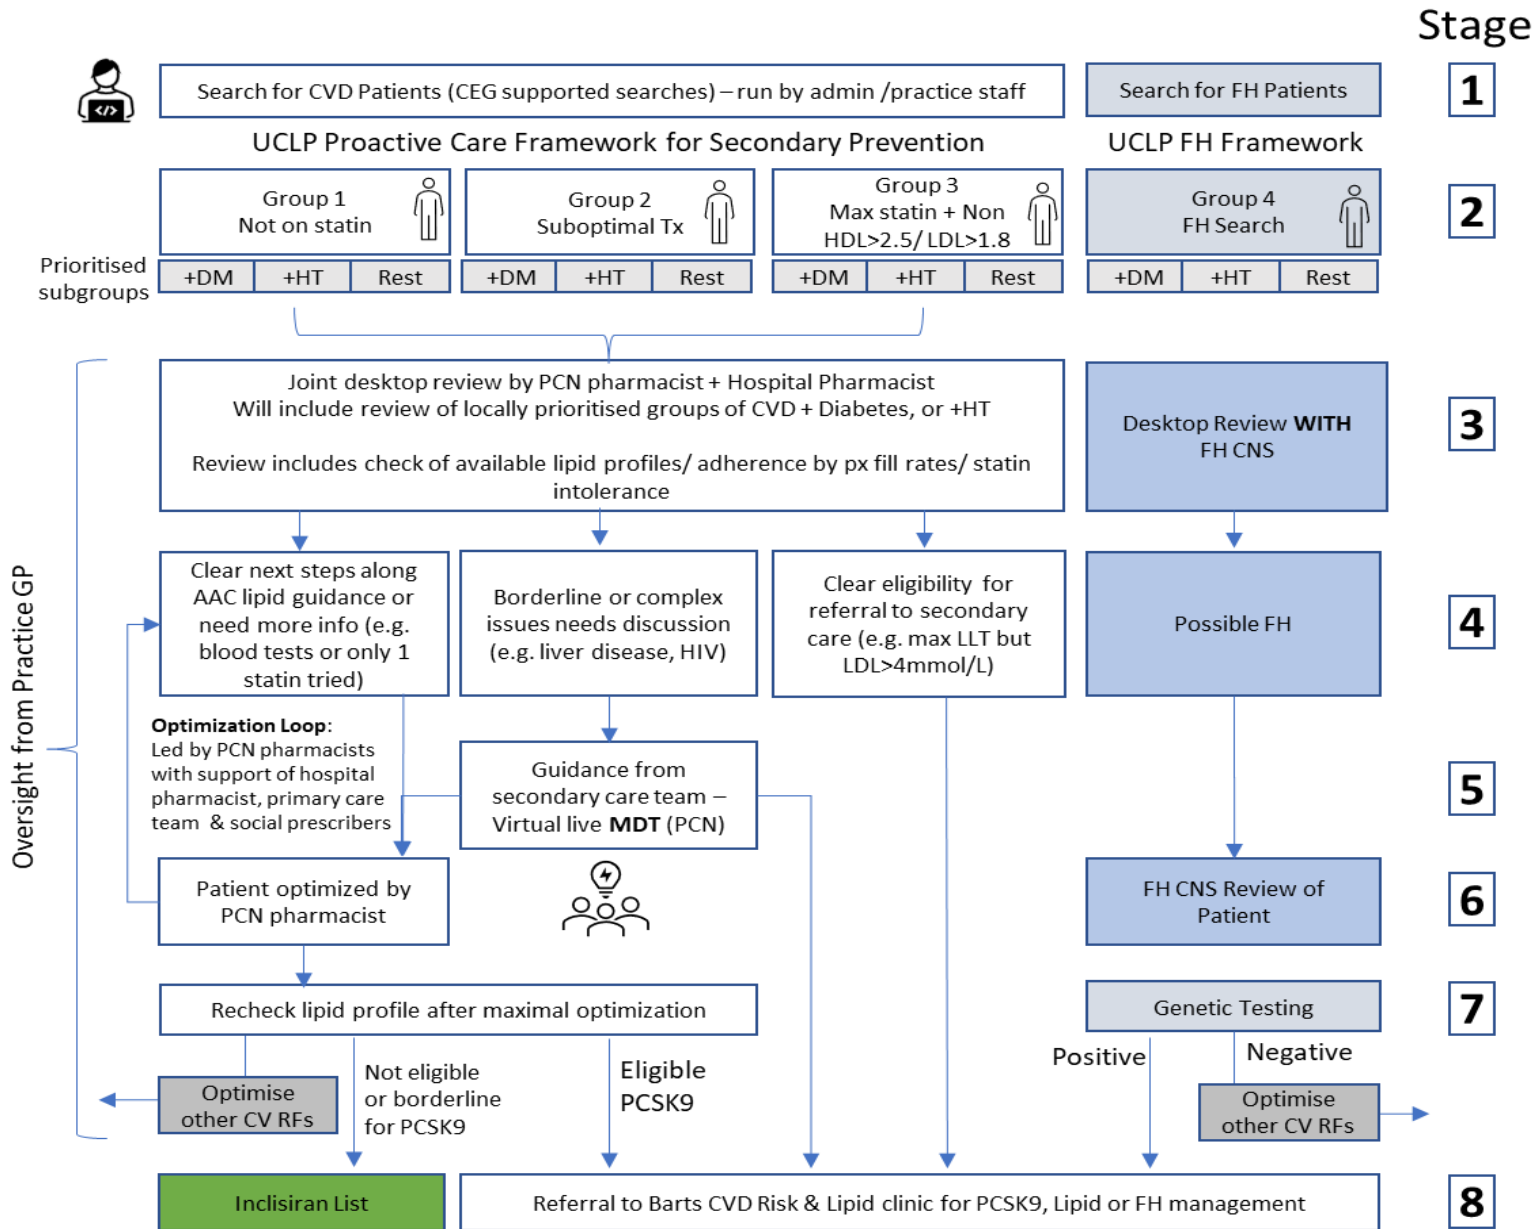 Stage
Search for CVD Patients (CEG supported searches) – run by admin /practice staff
Search for FH Patients
1
UCLP Proactive Care Framework for Secondary Prevention
UCLP FH Framework
Group 1
Not on statin
Group 2
Suboptimal Tx
Group 3
Max statin + Non
HDL>2.5/ LDL>1.8
Group 4
FH Search
2
Prioritised
subgroups
+DM
+HT
Rest
+DM
+HT
Rest
+DM
+HT
Rest
+DM
+HT
Rest
Oversight from Practice GP
Joint desktop review by PCN pharmacist + Hospital Pharmacist
Will include review of locally prioritised groups of CVD + Diabetes, or +HT
Review includes check of available lipid profiles/ adherence by px fill rates/ statin
intolerance
Desktop Review WITH
FH CNS
3
Clear next steps along
AAC lipid guidance or
need more info (e.g.
blood tests or only 1
statin tried)
Borderline or complex
issues needs discussion
(e.g. liver disease, HIV)
Clear eligibility for
referral to secondary
care (e.g. max LLT but
LDL>4mmol/L)
Possible FH
4
Optimization Loop:
Led by PCN pharmacists
with support of hospital
pharmacist, primary care
team & social prescribers
Guidance from
secondary care team –
Virtual live MDT (PCN)
5
Patient optimized by
PCN pharmacist
FH CNS Review of
Patient
6
Recheck lipid profile after maximal optimization
Genetic Testing
7
Optimise
other CV RFs
Not eligible
or borderline
for PCSK9
Eligible
PCSK9
Positive
Negative
Optimise
other CV RFs
Inclisiran List
Referral to Barts CVD Risk & Lipid clinic for PCSK9, Lipid or FH management
8